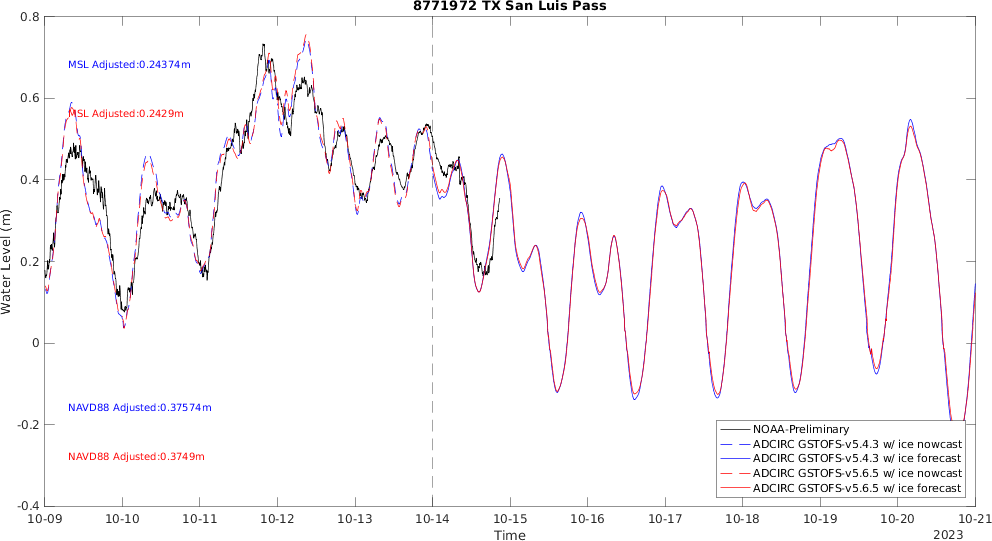 8771972 TX San Luis Pass
0.8
0.6
0.4
0.2
0
-0.2
-0.4
Water Level (m)
MSL Adjusted:0.24374m
MSL Adjusted:0.2429m
NAVD88 Adjusted:0.37574m
NAVD88 Adjusted:0.3749m
NOAA-Preliminary
ADCIRC GSTOFS-v5.4.3 w/ ice nowcast
ADCIRC GSTOFS-v5.4.3 w/ ice forecast
ADCIRC GSTOFS-v5.6.5 w/ ice nowcast
ADCIRC GSTOFS-v5.6.5 w/ ice forecast
10-09 10-10 10-11 10-12 10-13 10-14 10-15 10-16 10-17 10-18 10-19 10-20 10-21
Time
2023